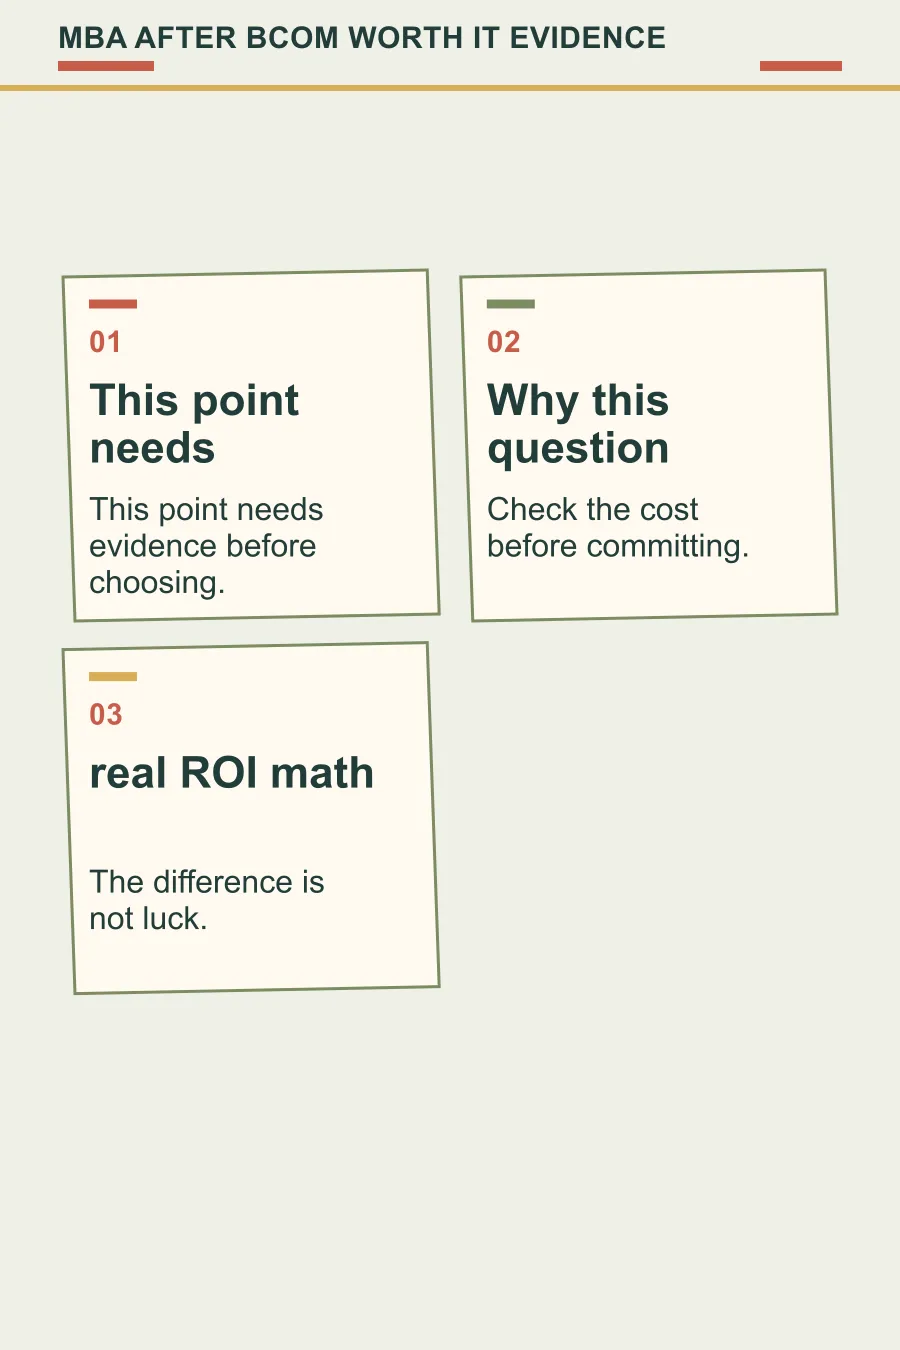 MBA AFTER BCOM WORTH IT EVIDENCE
01
This point
needs
This point needs
evidence before
choosing.
02
Why this
question
Check the cost
before committing.
03
real ROI math
The difference is
not luck.